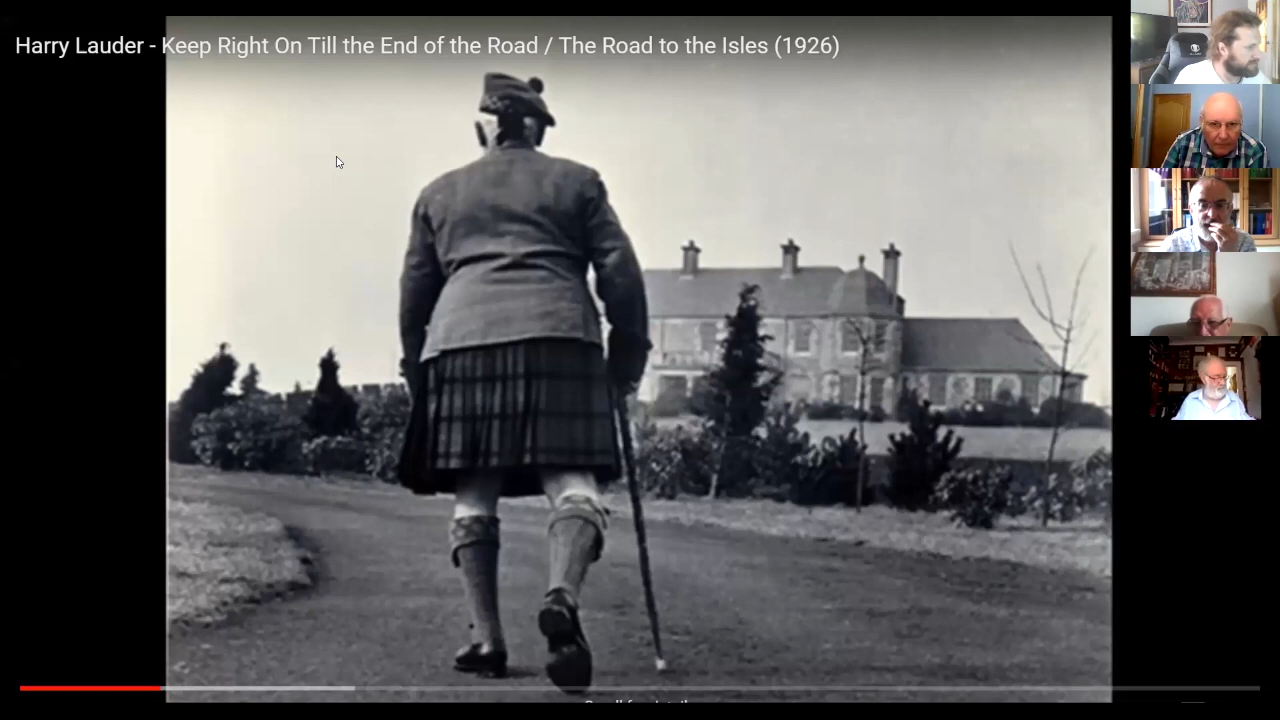 Harry Lauder - Keep Right On Till the End of the Road / The Road to the Isles (1926)